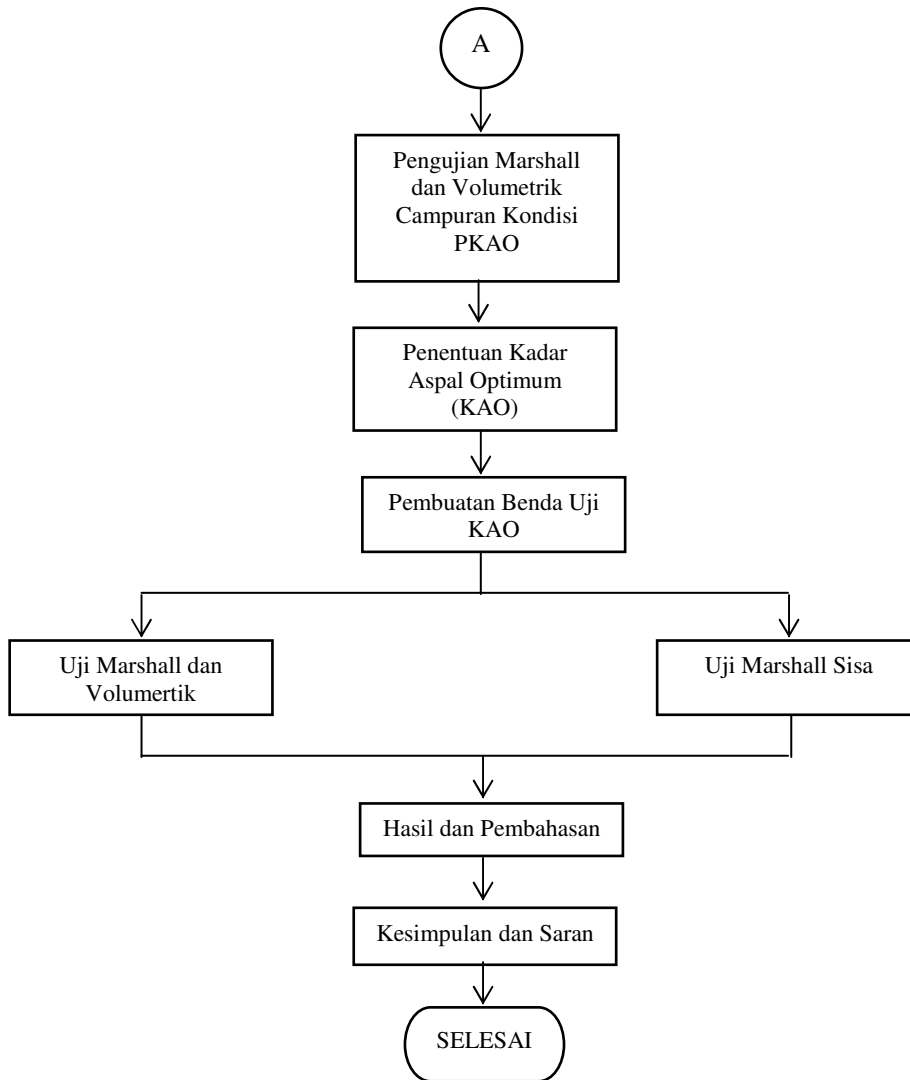 A
Pengujian Marshall
dan Volumetrik
Campuran Kondisi
PKAO
Penentuan Kadar
Aspal Optimum
(KAO)
Pembuatan Benda Uji
KAO
Uji Marshall dan
Volumertik
Uji Marshall Sisa
Hasil dan Pembahasan
Kesimpulan dan Saran
SELESAI